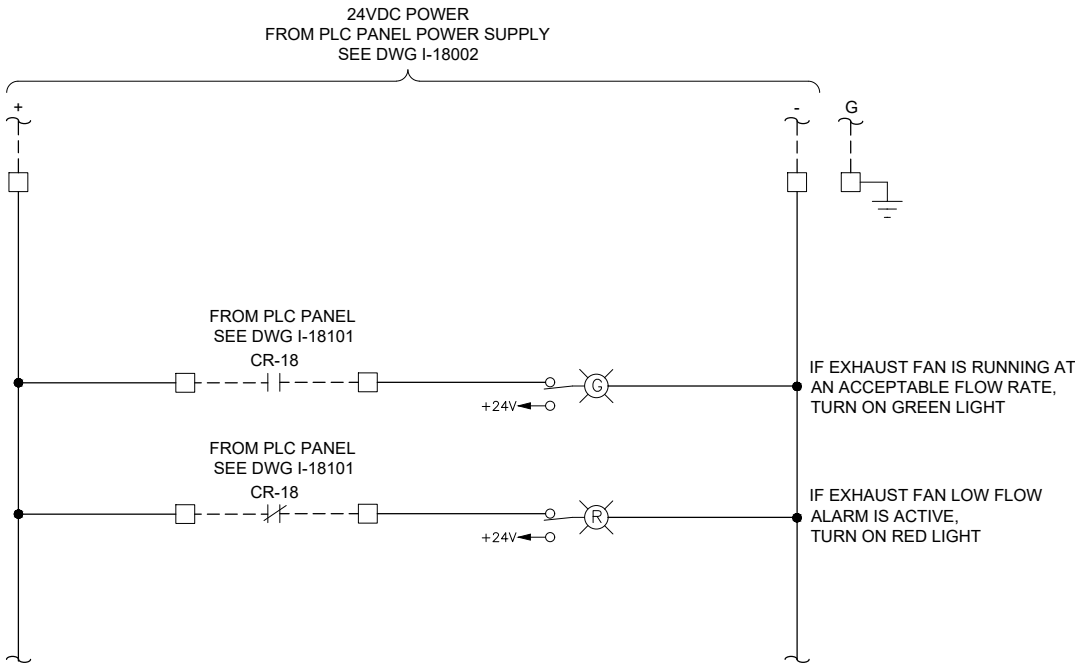 24VDC POWER
FROM PLC PANEL POWER SUPPLY
SEE DWG I-18002
+
-
G
FROM PLC PANEL
SEE DWG I-18101
CR-18
G
+24V
IF EXHAUST FAN IS RUNNING AT
AN ACCEPTABLE FLOW RATE,
TURN ON GREEN LIGHT
FROM PLC PANEL
SEE DWG I-18101
CR-18
R
+24V
IF EXHAUST FAN LOW FLOW
ALARM IS ACTIVE,
TURN ON RED LIGHT